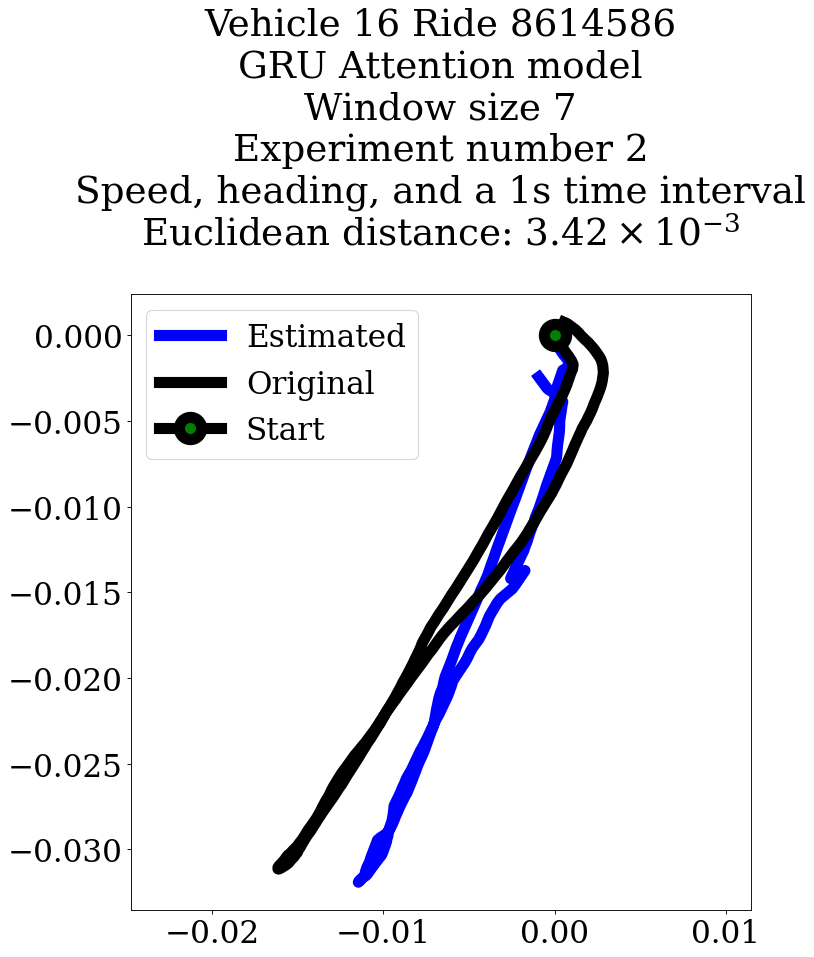 Vehicle 16 Ride 8614586
GRU Attention model
Window size 7
Experiment number 2
Speed, heading, and a 1s time interval
Euclidean distance: 3.42 × 10⁻³
Estimated
Original
Start
0.000
−0.005
−0.010
−0.015
−0.020
−0.025
−0.030
−0.02 −0.01 0.00 0.01